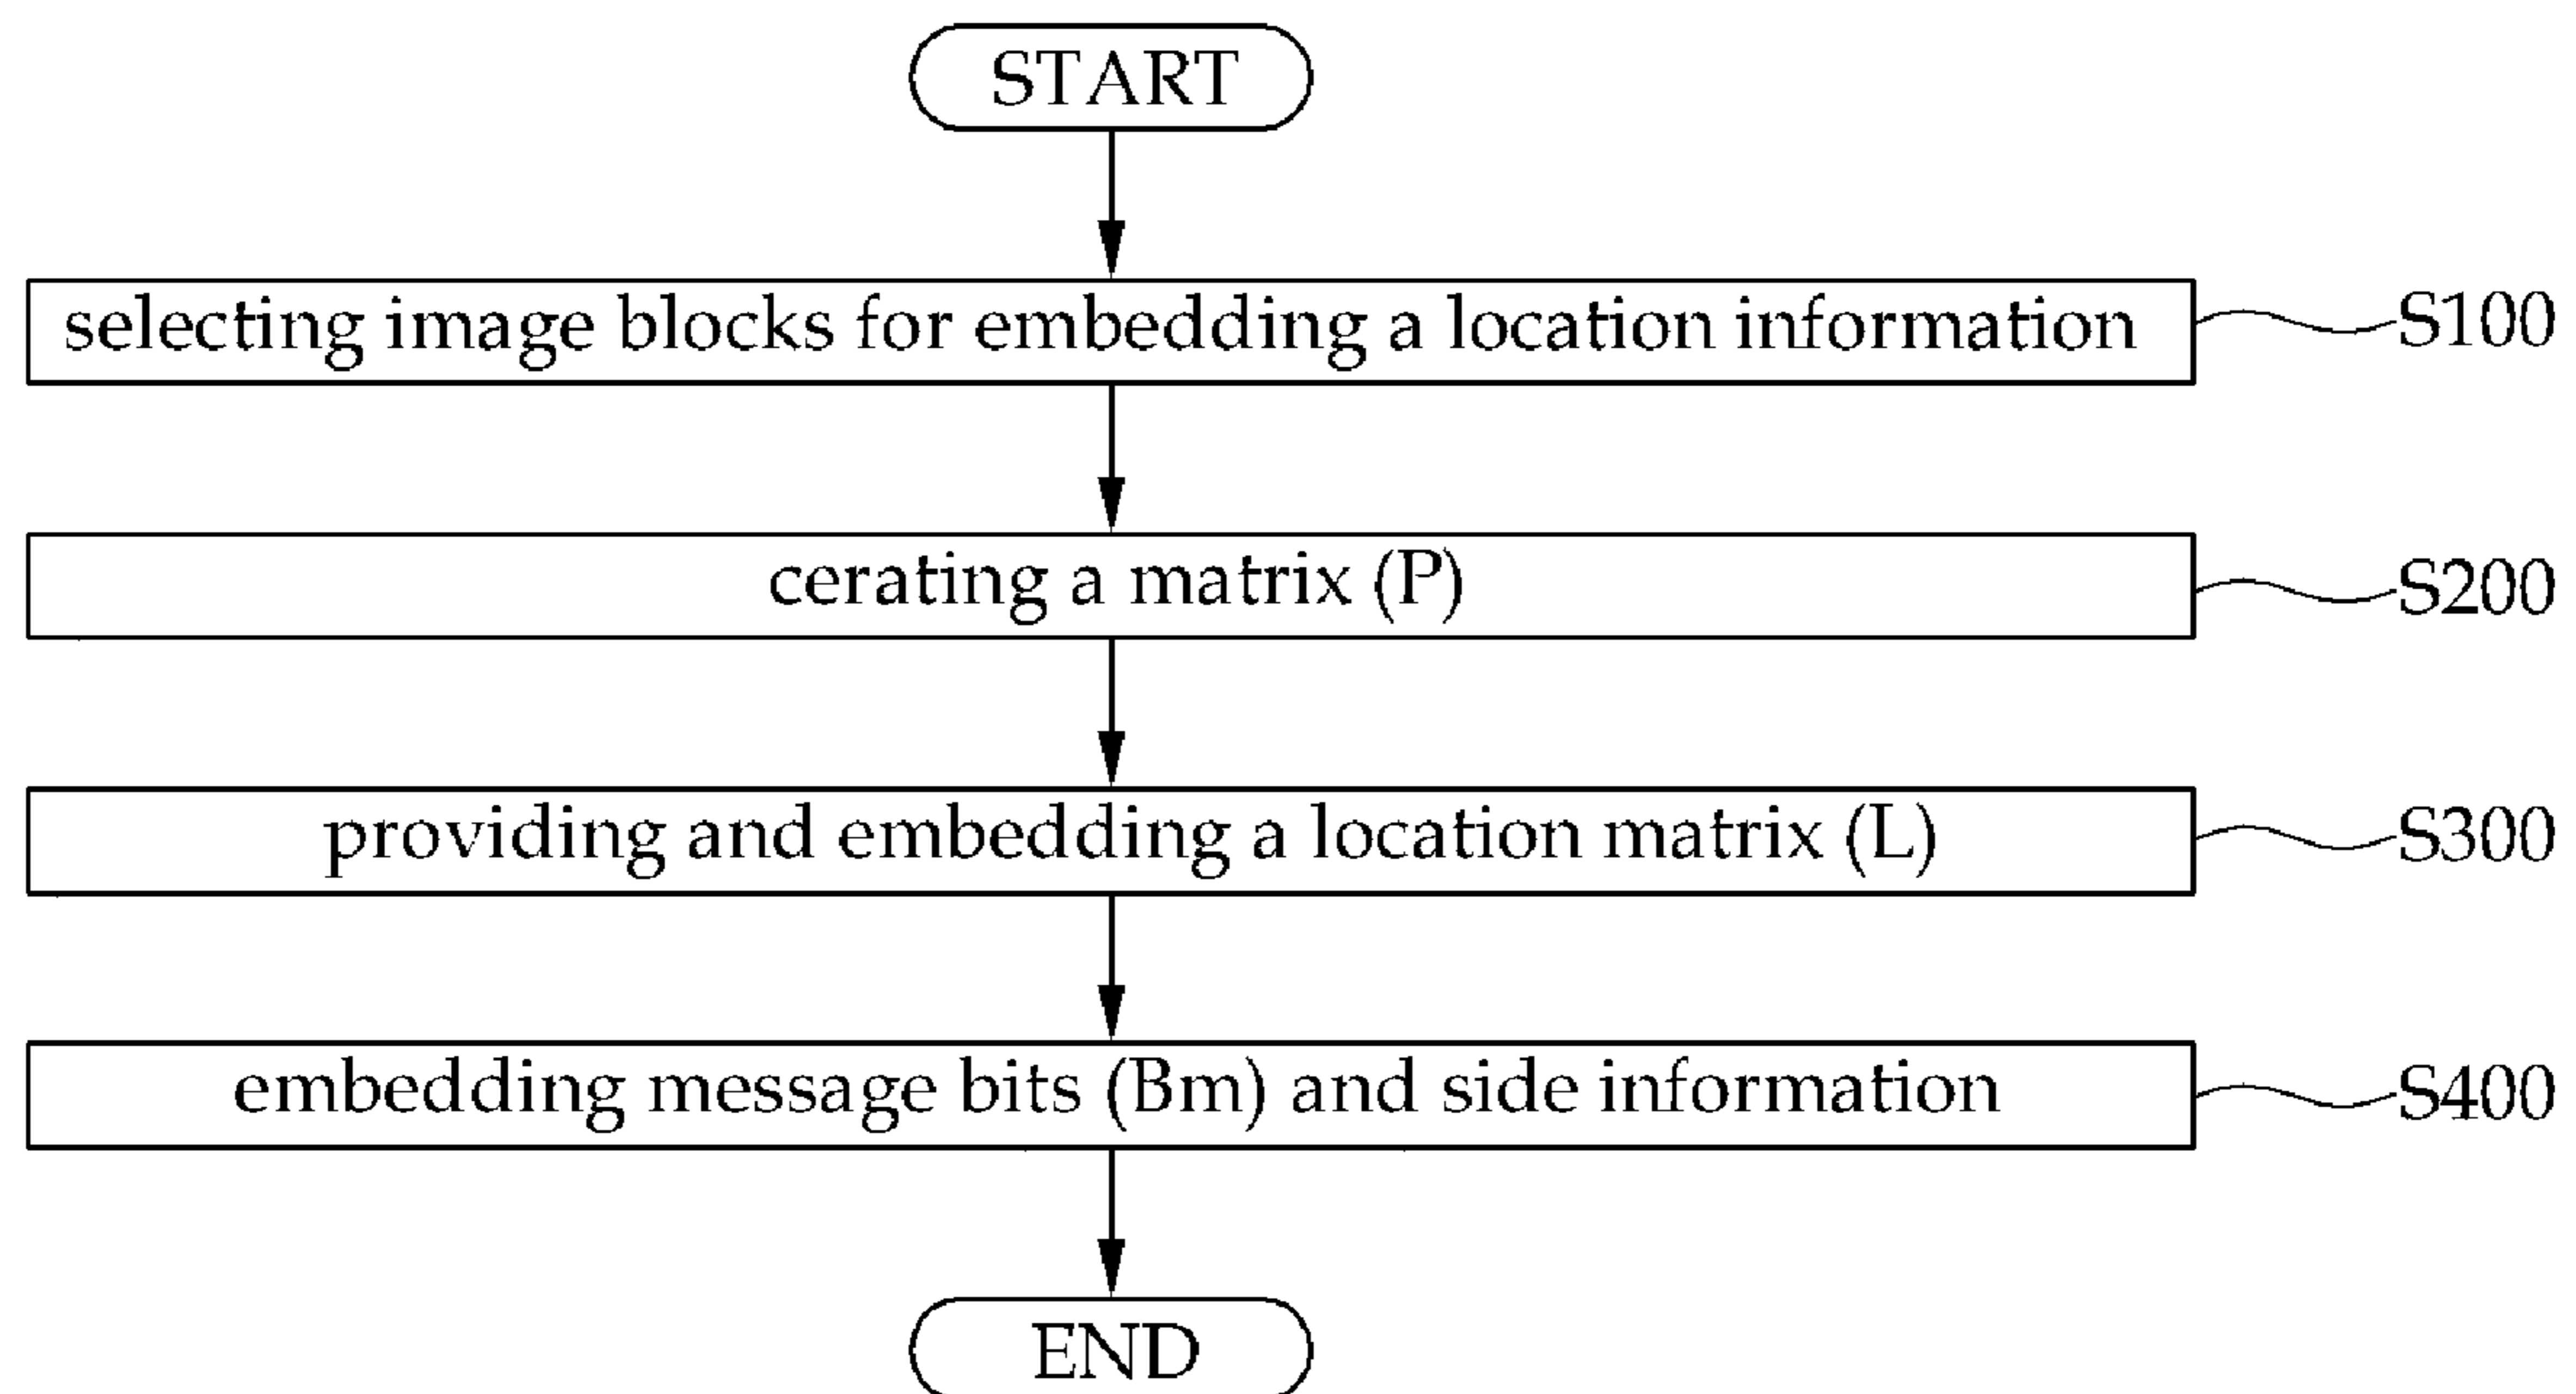 START
selecting image blocks for embedding a location information
S100
cerating a matrix (P)
S200
providing and embedding a location matrix (L)
S300
embedding message bits (Bm) and side information
S400
END